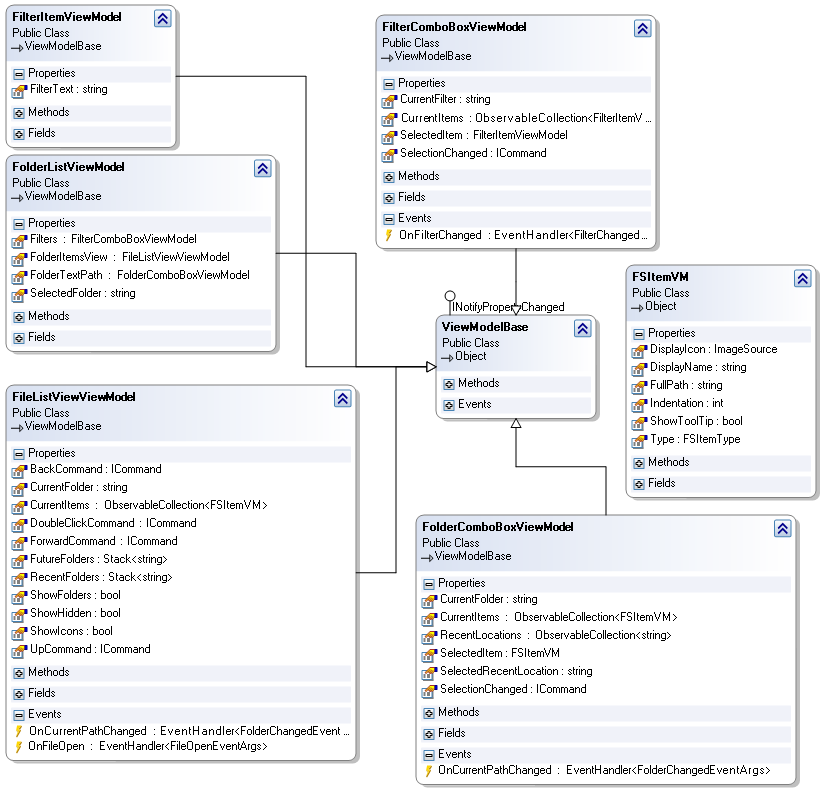 FilterItemViewModel
Public Class
ViewModelBase
Properties
FilterText : string
Methods
Fields
FolderListViewModel
Public Class
ViewModelBase
Properties
Filters : FilterComboBoxViewModel
FolderItemsView : FileListViewViewModel
FolderTextPath : FolderComboBoxViewModel
SelectedFolder : string
Methods
Fields
FileListViewViewModel
Public Class
ViewModelBase
Properties
BackCommand : ICommand
CurrentFolder : string
CurrentItems : ObservableCollection<FSItemVM>
DoubleClickCommand : ICommand
ForwardCommand : ICommand
FutureFolders : Stack<string>
RecentFolders : Stack<string>
ShowFolders : bool
ShowHidden : bool
ShowIcons : bool
UpCommand : ICommand
Methods
Fields
Events
OnCurrentPathChanged : EventHandler<FolderChangedEvent ...
OnFileOpen : EventHandler<FileOpenEventArgs>
FilterComboBoxViewModel
Public Class
ViewModelBase
Properties
CurrentFilter : string
CurrentItems : ObservableCollection<FilterItemV ...
SelectedItem : FilterItemViewModel
SelectionChanged : ICommand
Methods
Fields
Events
OnFilterChanged : EventHandler<FilterChanged ...
INotifyPropertyChanged
ViewModelBase
Public Class
Object
Methods
Events
FSItemVM
Public Class
Object
Properties
DisplayIcon : ImageSource
DisplayName : string
FullPath : string
Indentation : int
ShowToolTip : bool
Type : FSItemType
Methods
Fields
FolderComboBoxViewModel
Public Class
ViewModelBase
Properties
CurrentFolder : string
CurrentItems : ObservableCollection<FSItemVM>
RecentLocations : ObservableCollection<string>
SelectedItem : FSItemVM
SelectedRecentLocation : string
SelectionChanged : ICommand
Methods
Fields
Events
OnCurrentPathChanged : EventHandler<FolderChangedEventArgs>